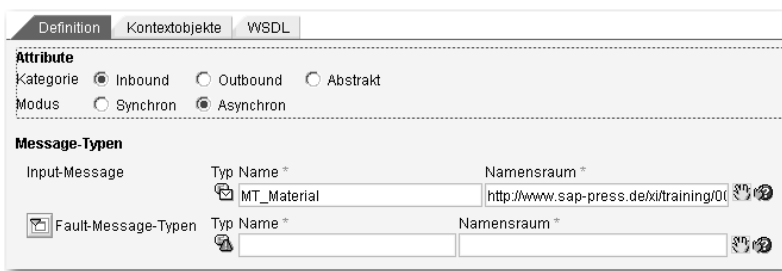 Definition Kontextobjekte WSDL
Attribute
Kategorie Inbound Outbound Abstrakt
Modus Synchron Asynchron
Message-Typen
Input-Message Typ Name * Namensraum *
MT_Material http://www.sap-press.de/xi/training/0(
Fault-Message-Typen Typ Name * Namensraum *